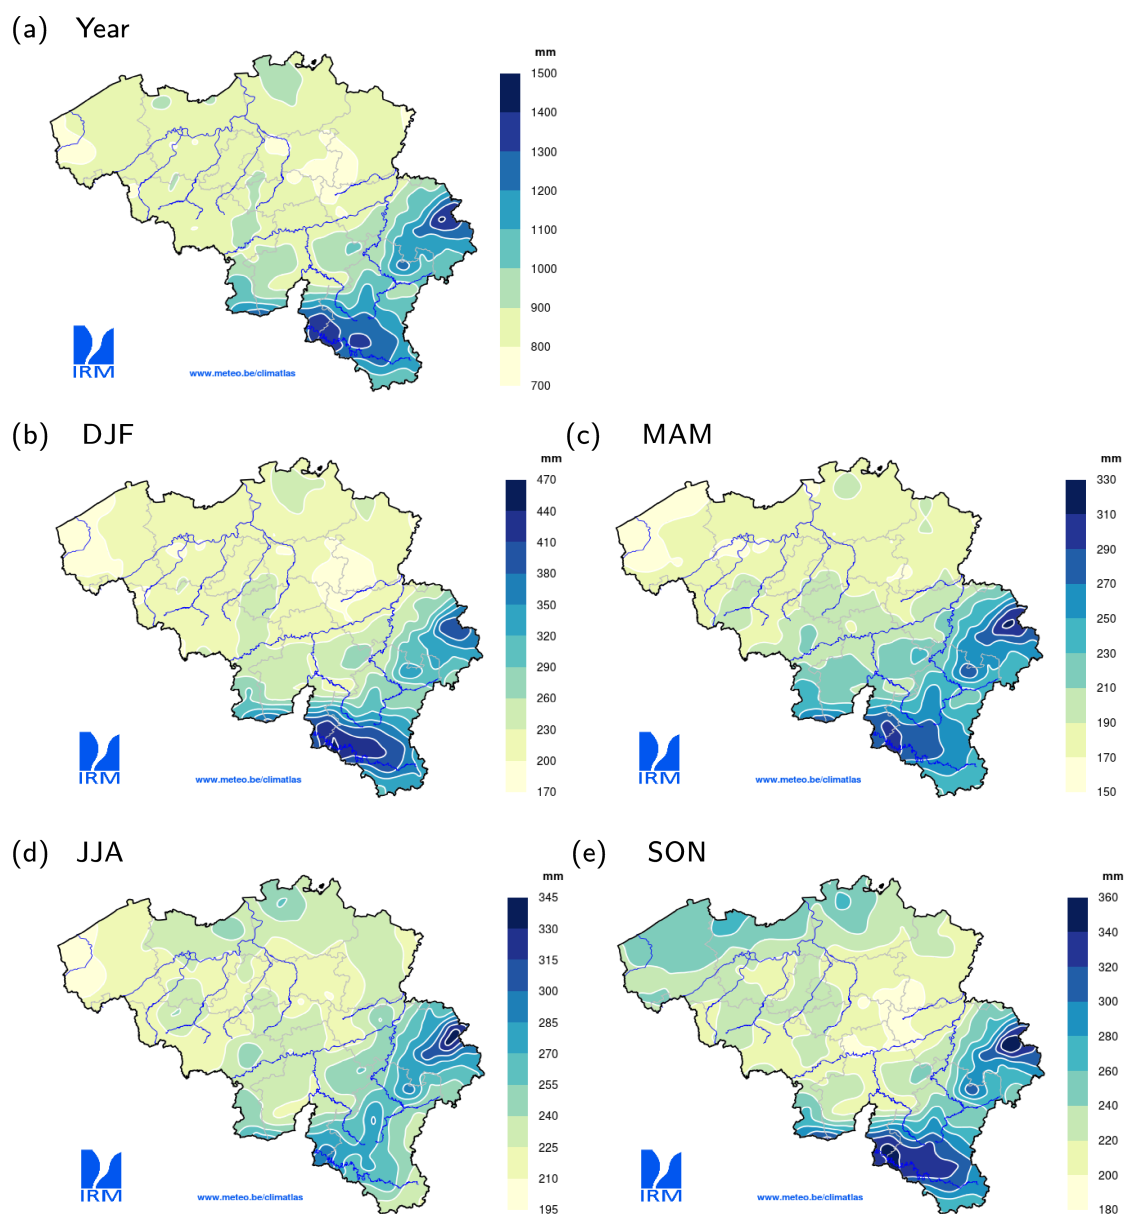 (a) Year
mm
1500
1400
1300
1200
1100
1000
900
800
700
IRM
www.meteo.be/climatlas
(b) DJF
mm
470
440
410
380
350
320
290
260
230
200
170
IRM
www.meteo.be/climatlas
(c) MAM
mm
330
310
290
270
250
230
210
190
170
150
IRM
www.meteo.be/climatlas
(d) JJA
mm
345
330
315
300
285
270
255
240
225
210
195
IRM
www.meteo.be/climatlas
(e) SON
mm
360
340
320
300
280
260
240
220
200
180
IRM
www.meteo.be/climatlas